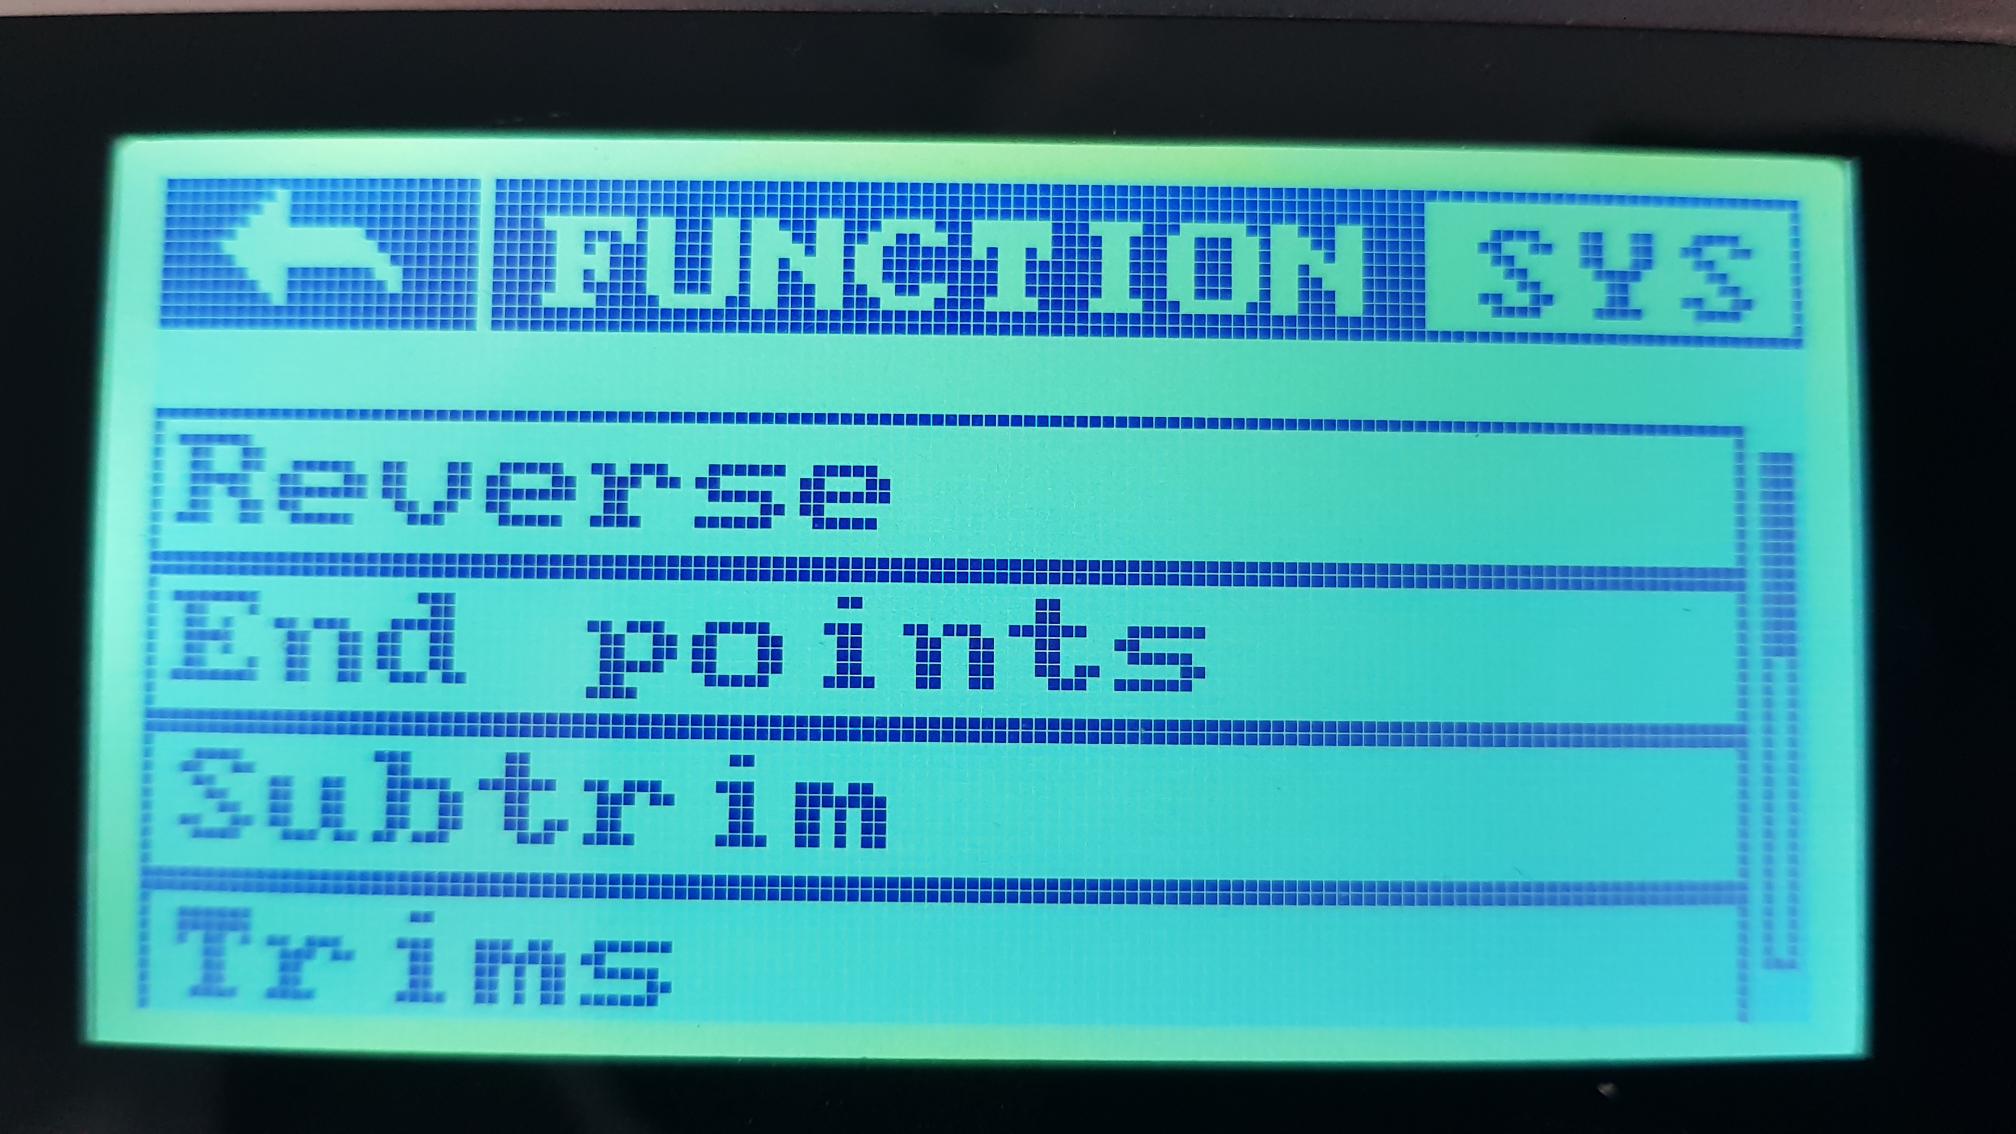 FUNCTION SYS
Reverse
End points
Subtrim
Trims